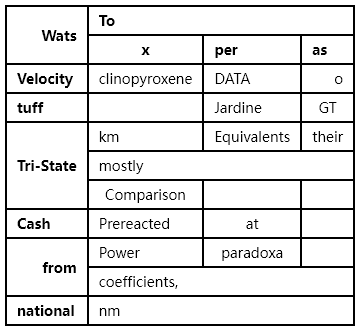 Wats To
x per as
Velocity clinopyroxene DATA o
tuff Jardine GT
Tri-State km Equivalents their
mostly
Comparison
Cash Prereacted at
from Power paradoxa
coefficients,
national nm